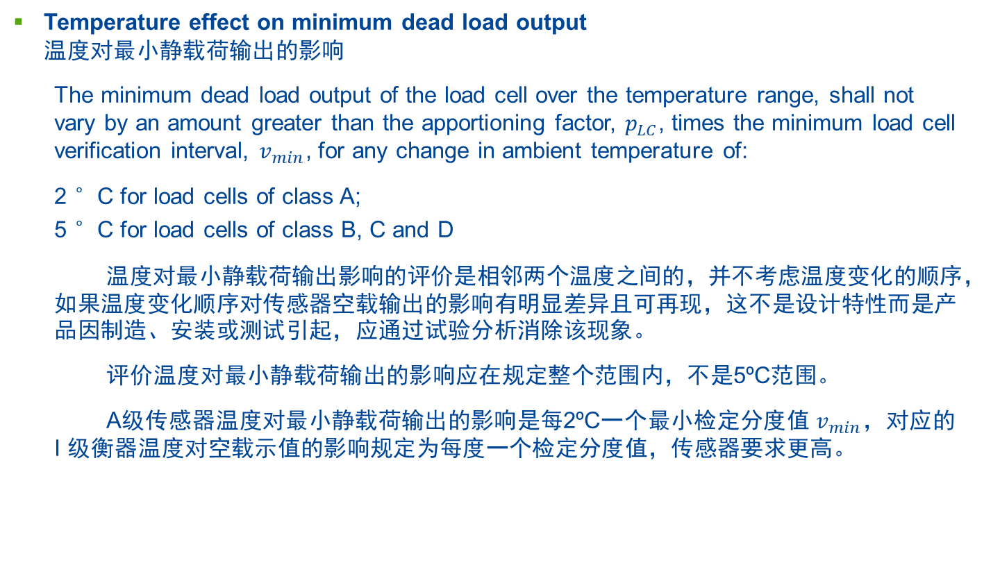 Temperature effect on minimum dead load output
温度对最小静载荷输出的影响
The minimum dead load output of the load cell over the temperature range, shall not
vary by an amount greater than the apportioning factor, p_LC, times the minimum load cell
verification interval, v_min, for any change in ambient temperature of:
2 °C for load cells of class A;
5 °C for load cells of class B, C and D
温度对最小静载荷输出影响的评价是相邻两个温度之间的，并不考虑温度变化的顺序，
如果温度变化顺序对传感器空载输出的影响有明显差异且可再现，这不是设计特性而是产
品因制造、安装或测试引起，应通过试验分析消除该现象。
评价温度对最小静载荷输出的影响应在规定整个范围内，不是5ºC范围。
A级传感器温度对最小静载荷输出的影响是每2ºC一个最小检定分度值 v_min，对应的
I 级衡器温度对空载示值的影响规定为每度一个检定分度值，传感器要求更高。